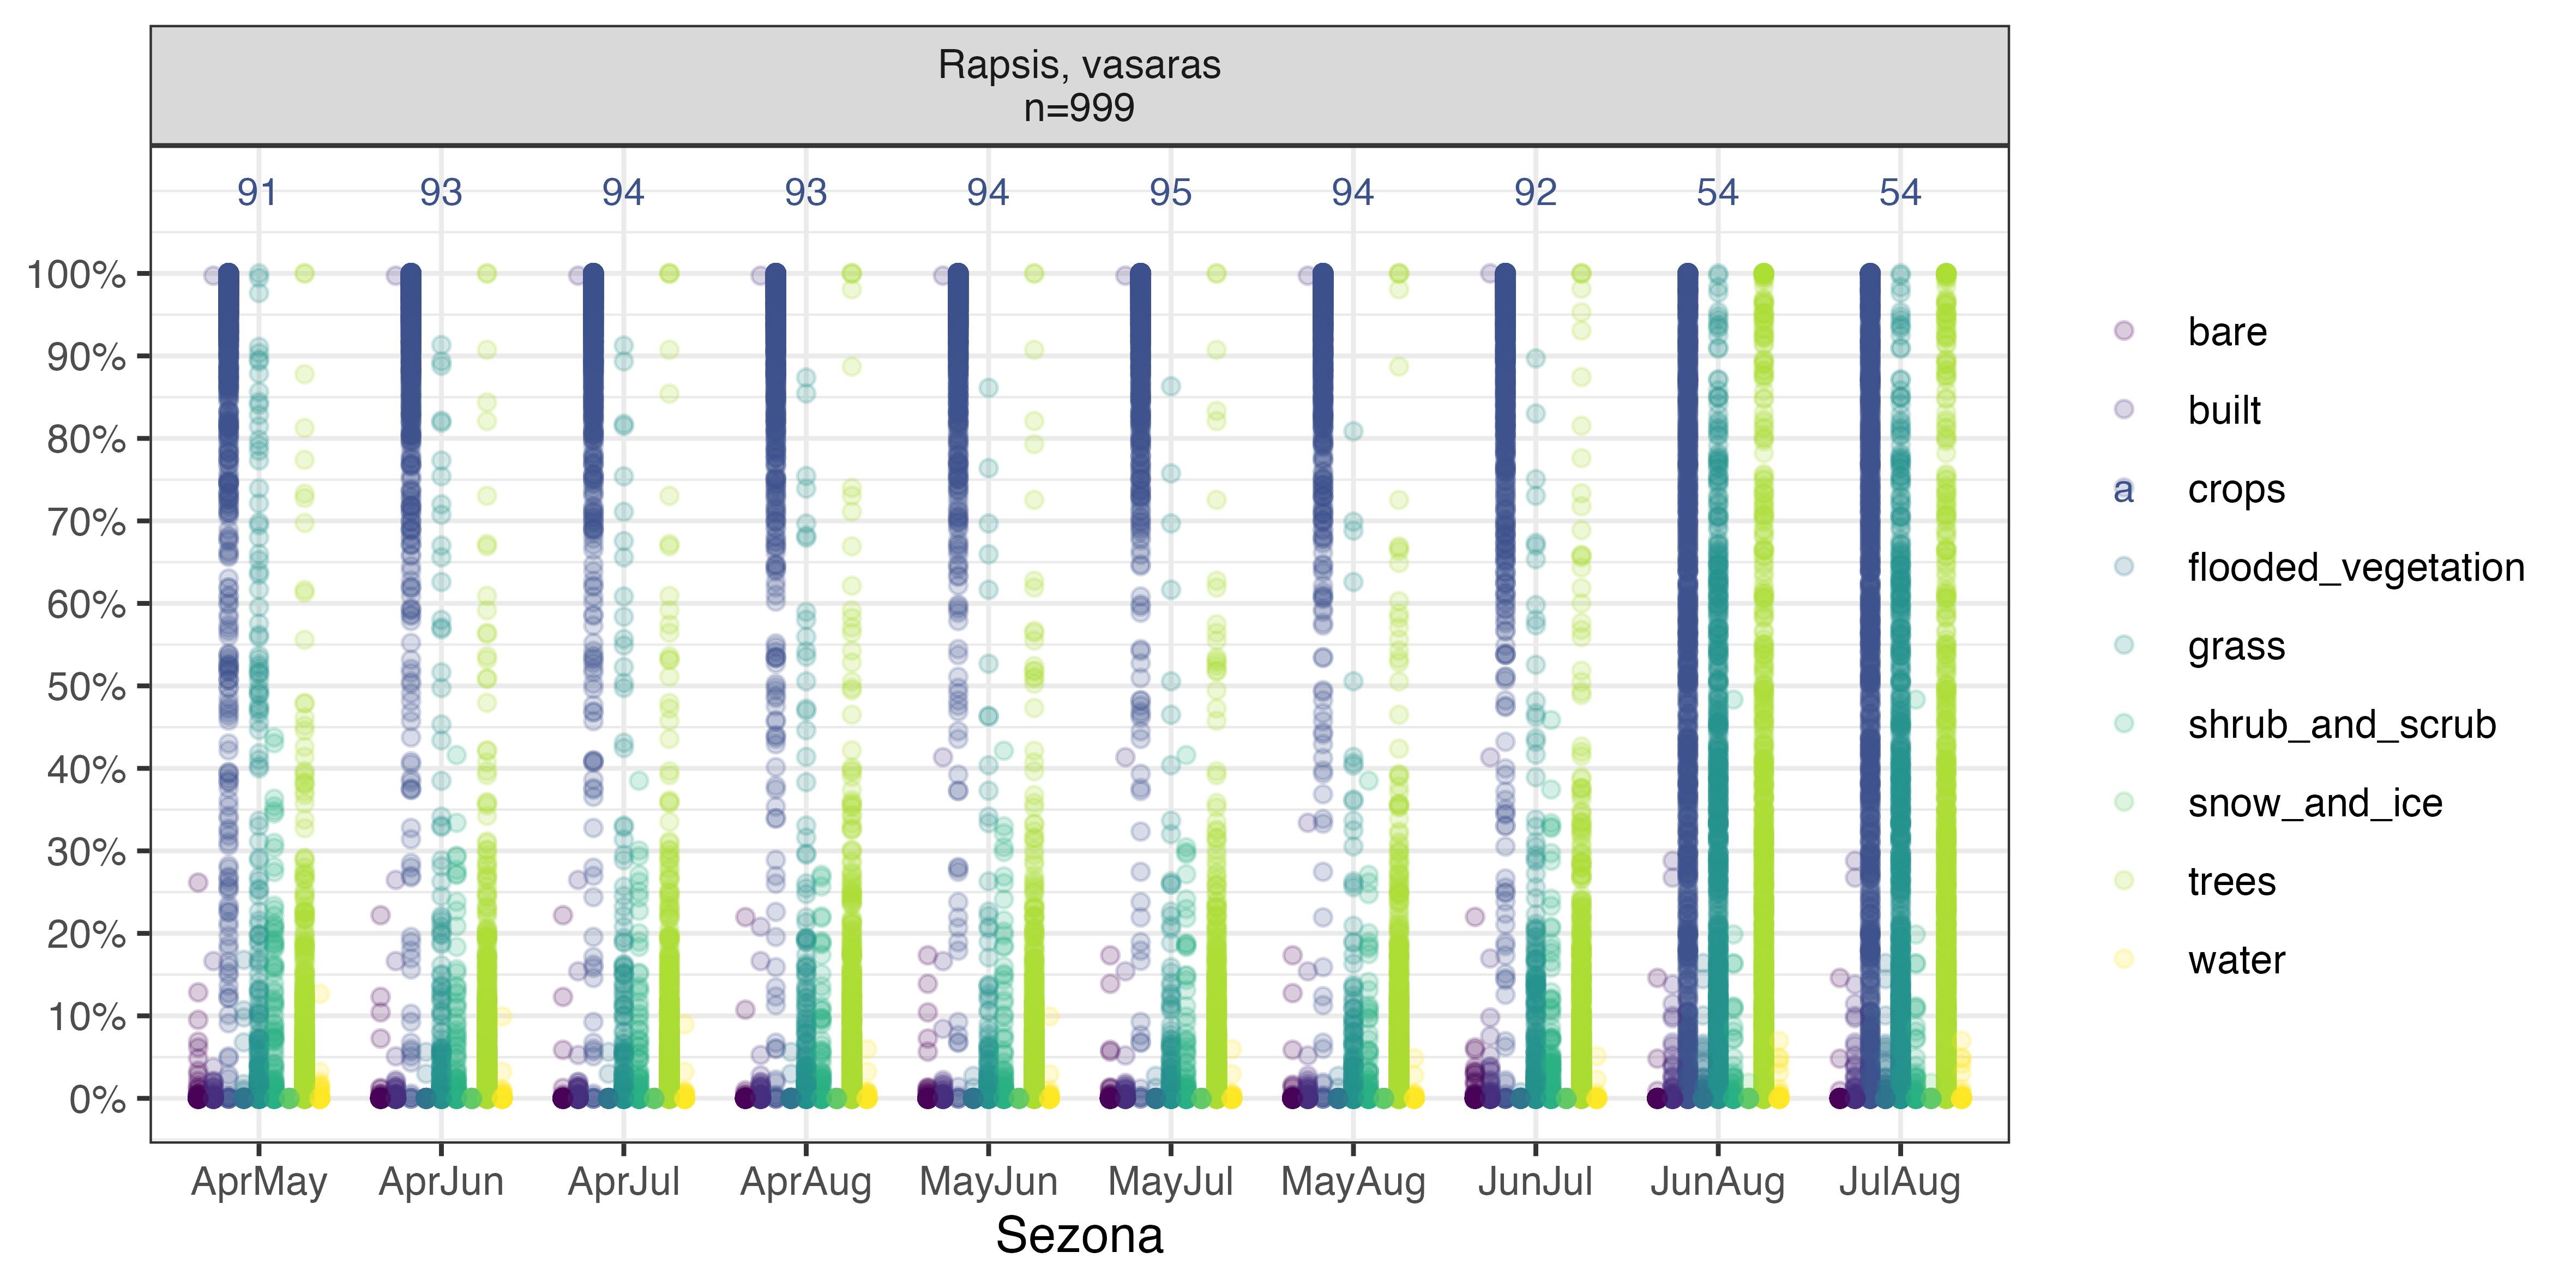 Rapsis, vasaras
n=999
91 93 94 93 94 95 94 92 54 54
100%
90%
80%
70%
60%
50%
40%
30%
20%
10%
0%
AprMay AprJun AprJul AprAug MayJun MayJul MayAug JunJul JunAug JulAug
Sezona
bare
built
a crops
flooded_vegetation
grass
shrub_and_scrub
snow_and_ice
trees
water